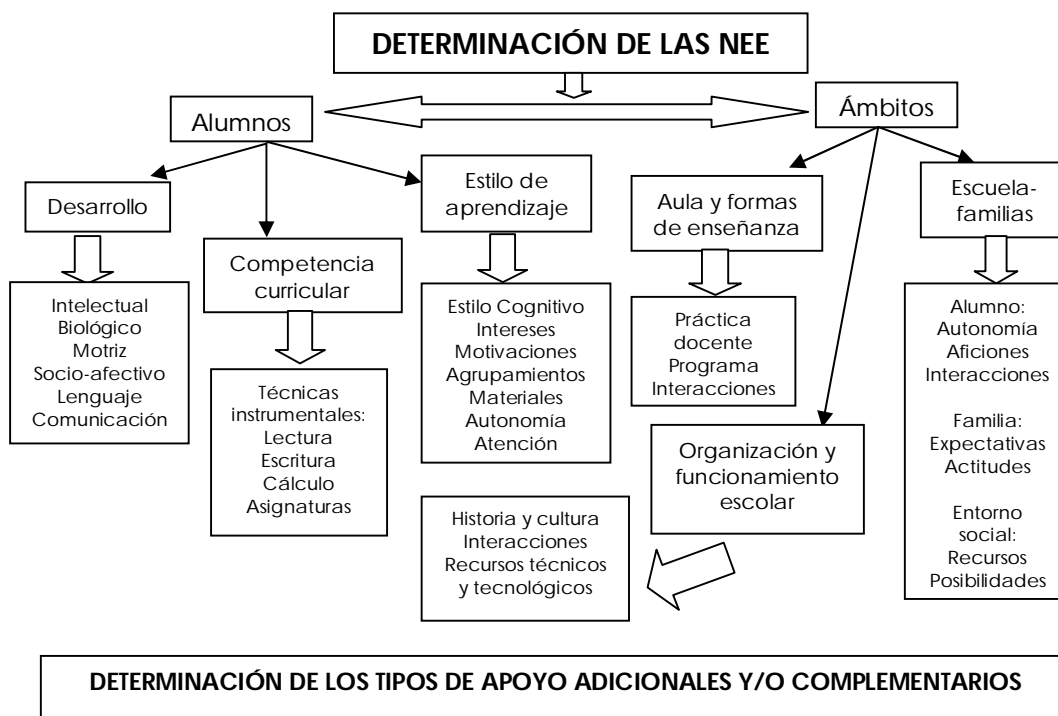 DETERMINACIÓN DE LAS NEE
Alumnos
Ámbitos
Desarrollo
Intelectual
Biológico
Motriz
Socio-afectivo
Lenguaje
Comunicación
Competencia
curricular
Técnicas
instrumentales:
Lectura
Escritura
Cálculo
Asignaturas
Estilo de
aprendizaje
Estilo Cognitivo
Intereses
Motivaciones
Agrupamientos
Materiales
Autonomía
Atención
Aula y formas
de enseñanza
Práctica
docente
Programa
Interacciones
Organización y
funcionamiento
escolar
Historia y cultura
Interacciones
Recursos técnicos
y tecnológicos
Escuela-
familias
Alumno:
Autonomía
Aficiones
Interacciones
Familia:
Expectativas
Actitudes
Entorno
social:
Recursos
Posibilidades
DETERMINACIÓN DE LOS TIPOS DE APOYO ADICIONALES Y/O COMPLEMENTARIOS